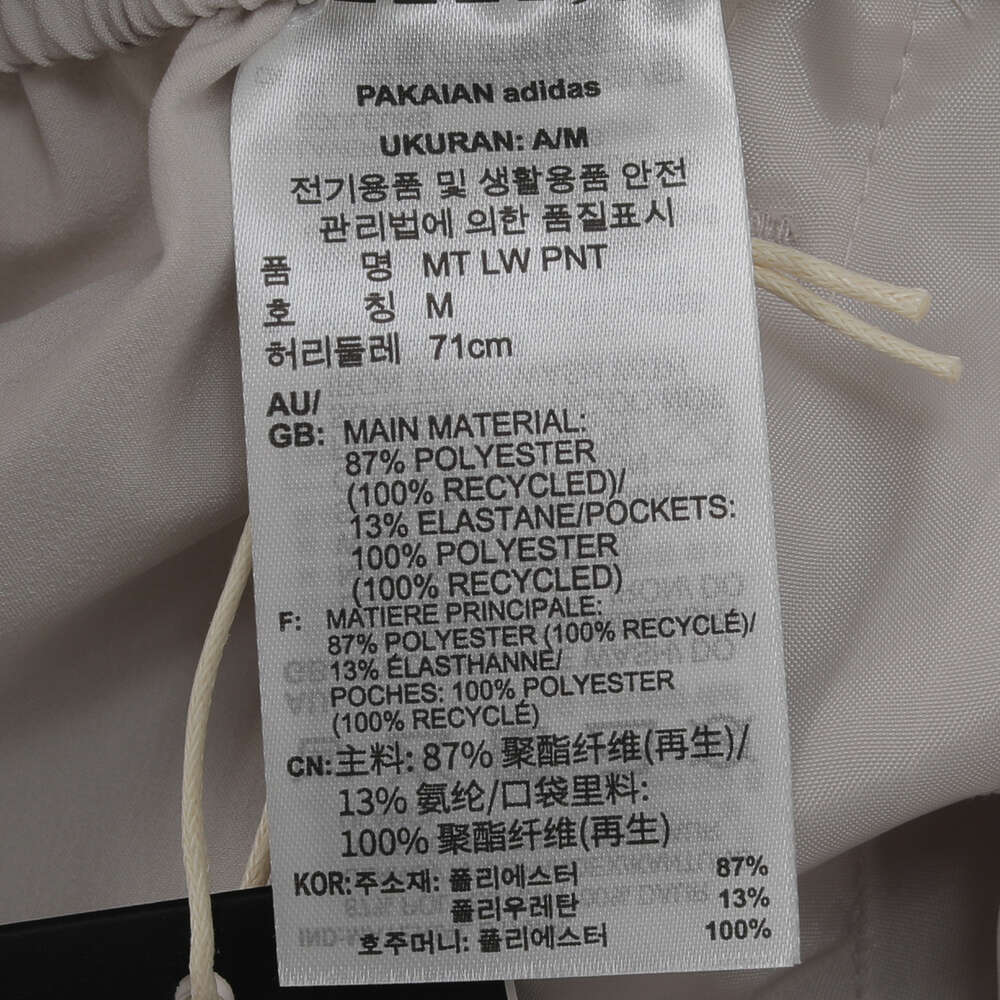 PAKAIAN adidas
UKURAN: A/M
전기용품 및 생활용품 안전
관리법에 의한 품질표시
품 명 MT LW PNT
호 칭 M
허리둘레 71cm
AU/
GB: MAIN MATERIAL:
87% POLYESTER
(100% RECYCLED)/
13% ELASTANE/POCKETS:
100% POLYESTER
(100% RECYCLED)
F: MATIERE PRINCIPALE:
87% POLYESTER (100% RECYCLÉ)/
13% ÉLASTHANNE/
POCHES: 100% POLYESTER
(100% RECYCLÉ)
CN: 主料: 87% 聚酯纤维(再生)/
13% 氨纶/口袋里料:
100% 聚酯纤维(再生)
KOR: 주소재: 폴리에스터 87%
폴리우레탄 13%
호주머니: 폴리에스터 100%